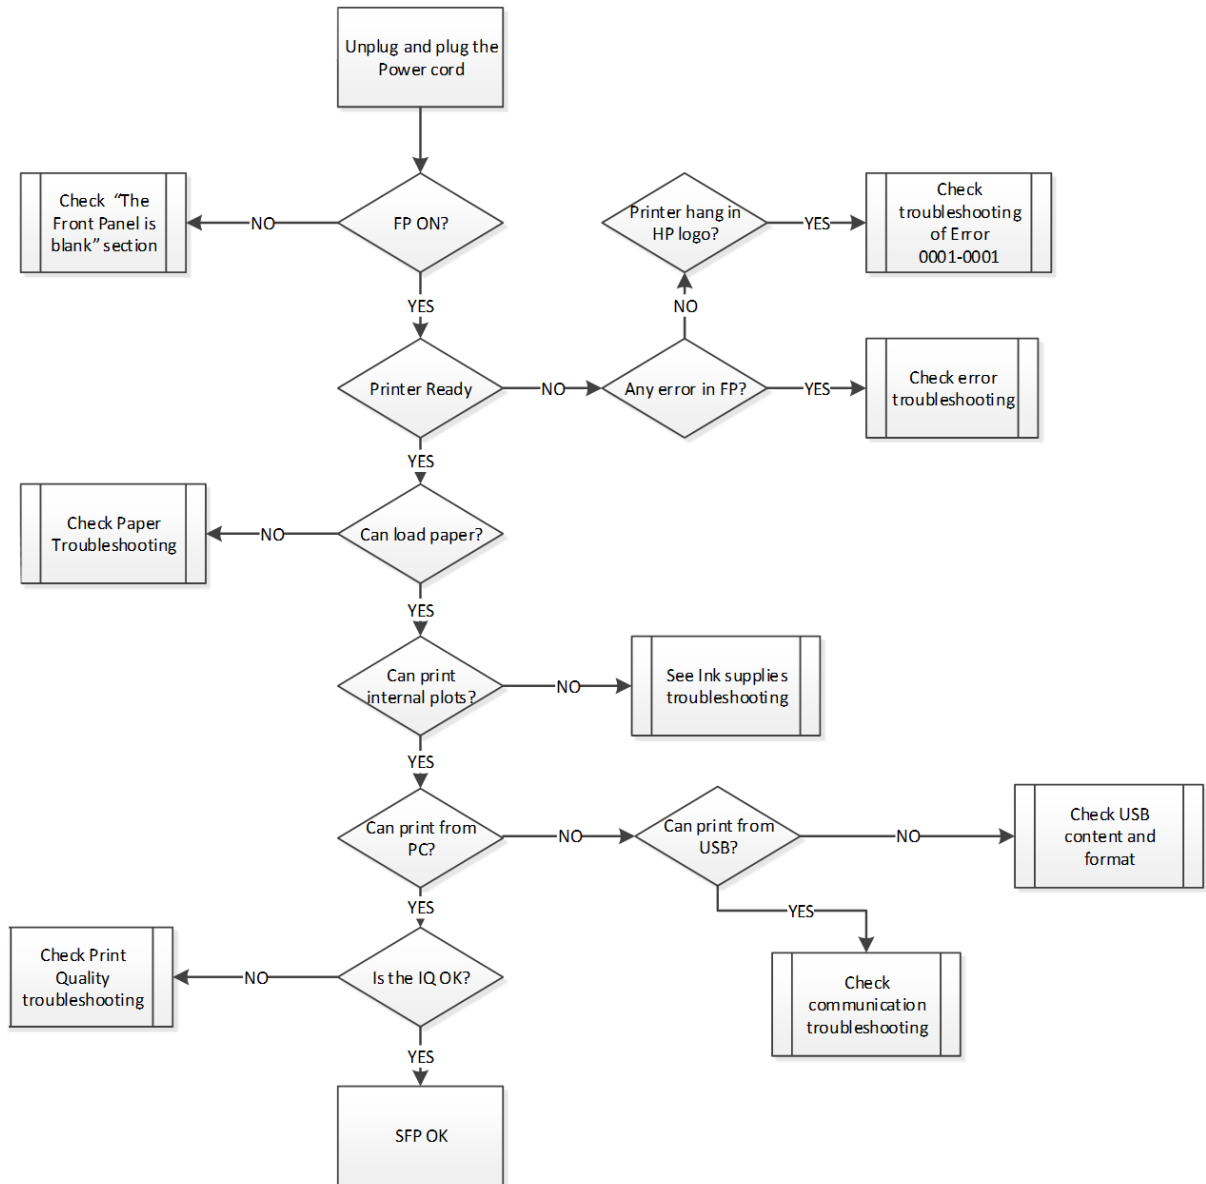 Unplug and plug the
Power cord
Check “The
Front Panel is
blank” section
NO
FP ON?
Printer hang in
HP logo?
YES
Check
troubleshooting
of Error
0001-0001
YES
NO
Printer Ready
NO
Any error in FP?
YES
Check error
troubleshooting
YES
Check Paper
Troubleshooting
NO
Can load paper?
YES
Can print
internal plots?
NO
See Ink supplies
troubleshooting
YES
Can print from
PC?
NO
Can print from
USB?
NO
Check USB
content and
format
YES
YES
Check Print
Quality
troubleshooting
NO
Is the IQ OK?
Check
communication
troubleshooting
YES
SFP OK